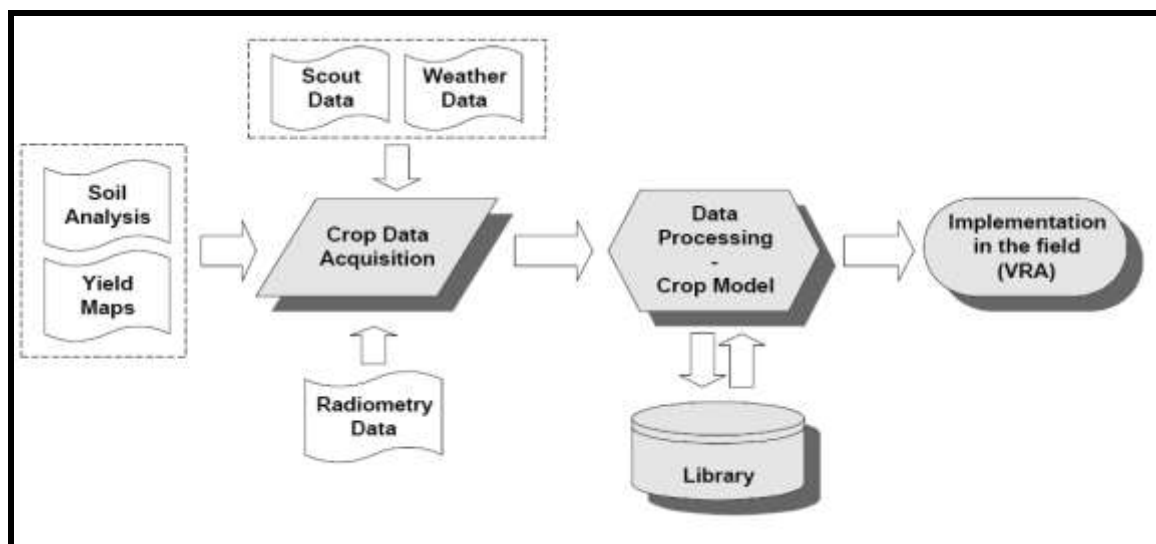 Scout
Data
Weather
Data
Soil
Analysis
Yield
Maps
Crop Data
Acquisition
Radiometry
Data
Data
Processing
-
Crop Model
Library
Implementation
in the field
(VRA)